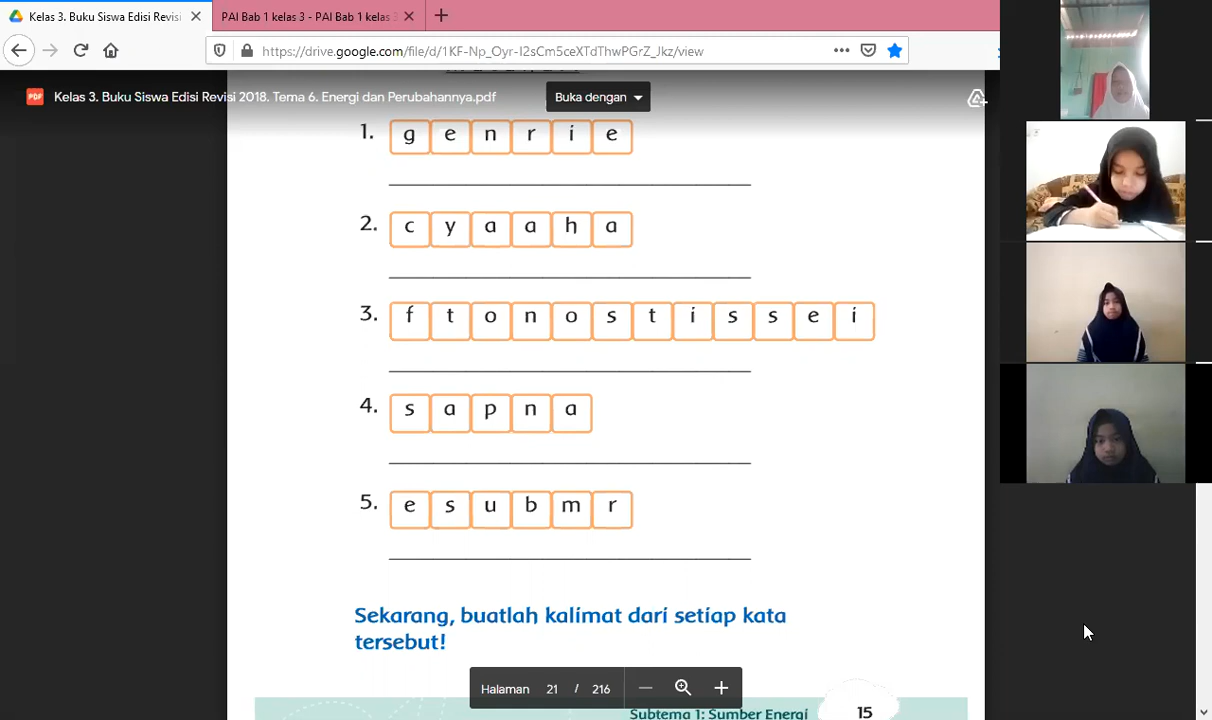 Kelas 3. Buku Siswa Edisi Revisi
PAI Bab 1 kelas 3 - PAI Bab 1 kelas 3
https://drive.google.com/file/d/1KF-Np_Oyr-I2sCm5ceXTdThwPGrZ_Jkz/view
PDF Kelas 3. Buku Siswa Edisi Revisi 2018. Tema 6. Energi dan Perubahannya.pdf
Buka dengan
1. g e n r i e
2. c y a a h a
3. f t o n o s t i s s e i
4. s a p n a
5. e s u b m r
Sekarang, buatlah kalimat dari setiap kata
tersebut!
Halaman 21 / 216
Subtema 1: Sumber Energi 15